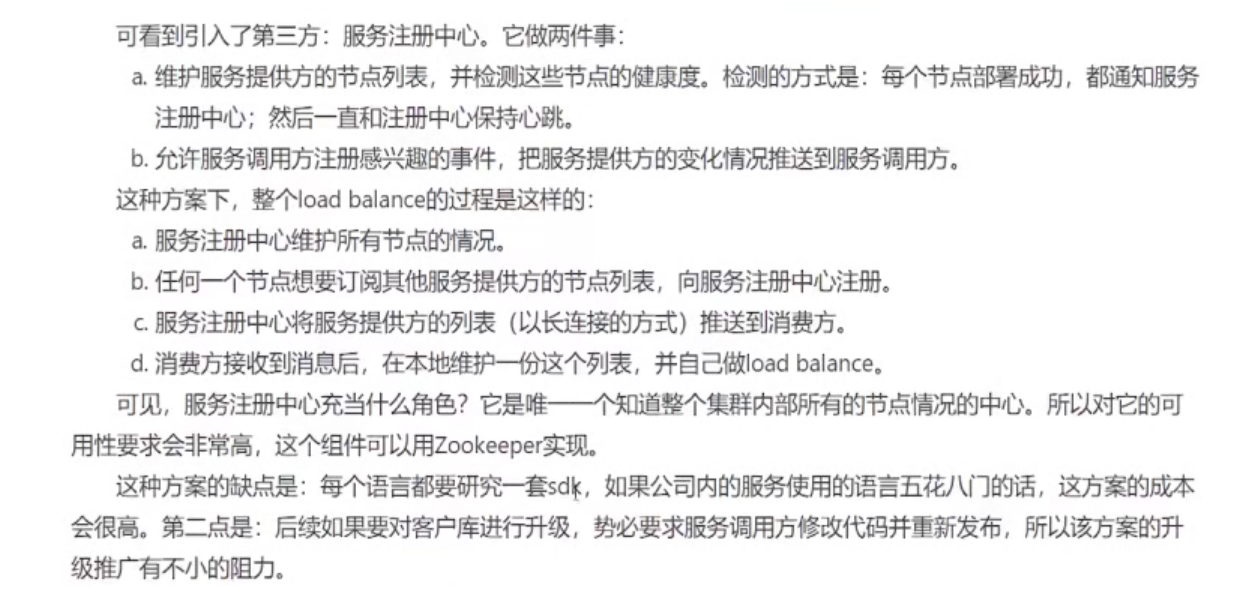 可看到引入了第三方：服务注册中心。它做两件事：
a. 维护服务提供方的节点列表，并检测这些节点的健康度。检测的方式是：每个节点部署成功，都通知服务
注册中心；然后一直和注册中心保持心跳。
b. 允许服务调用方注册感兴趣的事件，把服务提供方的变化情况推送到服务调用方。
这种方案下，整个load balance的过程是这样的：
a. 服务注册中心维护所有节点的情况。
b. 任何一个节点想要订阅其他服务提供方的节点列表，向服务注册中心注册。
c. 服务注册中心将服务提供方的列表（以长连接的方式）推送到消费方。
d. 消费方接收到消息后，在本地维护一份这个列表，并自己做load balance。
可见，服务注册中心充当什么角色？它是唯一一个知道整个集群内部所有的节点情况的中心。所以对它的可
用性要求会非常高，这个组件可以用Zookeeper实现。
这种方案的缺点是：每个语言都要研究一套sdk，如果公司内的服务使用的语言五花八门的话，这方案的成本
会很高。第二点是：后续如果要对客户库进行升级，势必要求服务调用方修改代码并重新发布，所以该方案的升
级推广有不小的阻力。